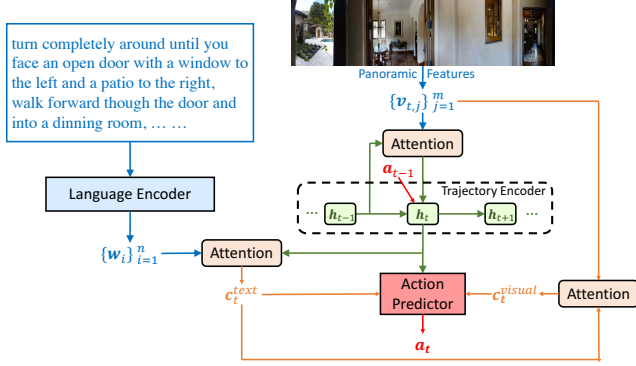 turn completely around until you
face an open door with a window to
the left and a patio to the right,
walk forward though the door and
into a dinning room, … …
Panoramic Features
{v_{t,j}}_{j=1}^{m}
Attention
a_{t-1}
Trajectory Encoder
Language Encoder
… h_{t-1} h_t h_{t+1} …
{w_i}_{i=1}^{n}
Attention
Action
Predictor
c_t^{text}
c_t^{visual}
Attention
a_t